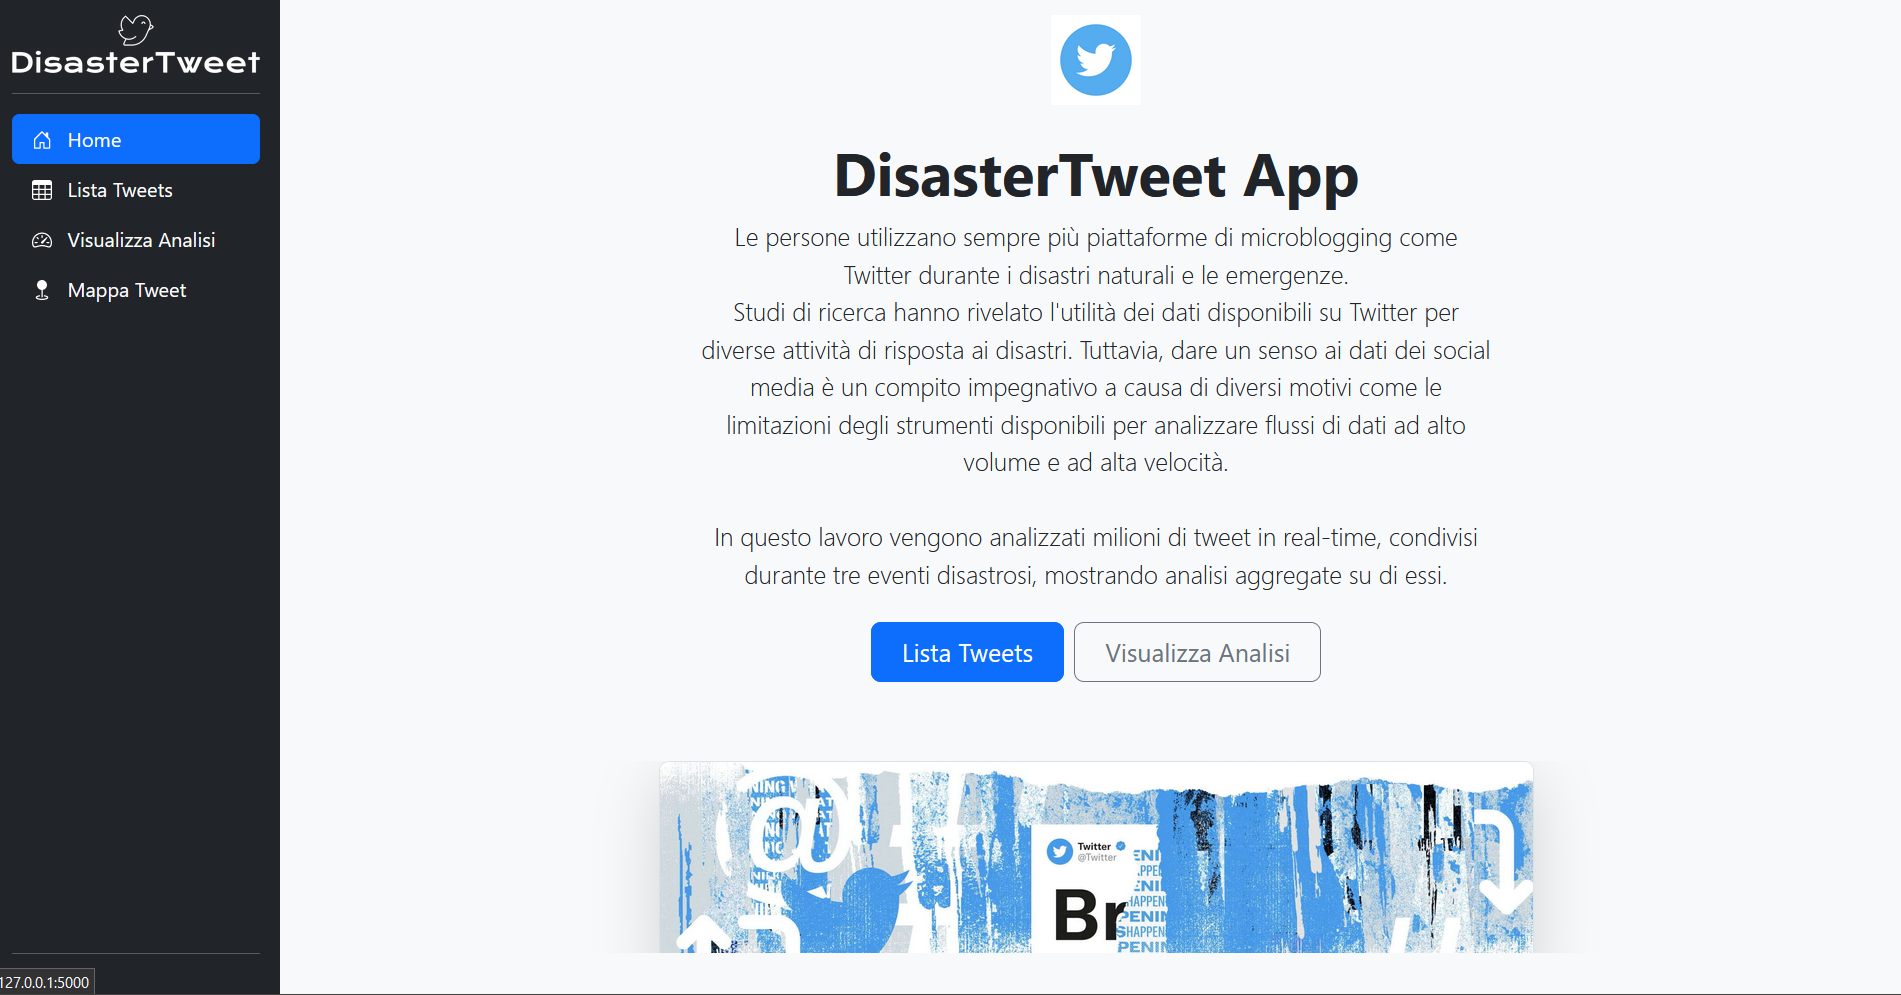 DisasterTweet
Home
Lista Tweets
Visualizza Analisi
Mappa Tweet
127.0.0.1:5000
DisasterTweet App
Le persone utilizzano sempre più piattaforme di microblogging come
Twitter durante i disastri naturali e le emergenze.
Studi di ricerca hanno rivelato l'utilità dei dati disponibili su Twitter per
diverse attività di risposta ai disastri. Tuttavia, dare un senso ai dati dei social
media è un compito impegnativo a causa di diversi motivi come le
limitazioni degli strumenti disponibili per analizzare flussi di dati ad alto
volume e ad alta velocità.
In questo lavoro vengono analizzati milioni di tweet in real-time, condivisi
durante tre eventi disastrosi, mostrando analisi aggregate su di essi.
Lista Tweets
Visualizza Analisi
@
#
Twitter
@Twitter
Br